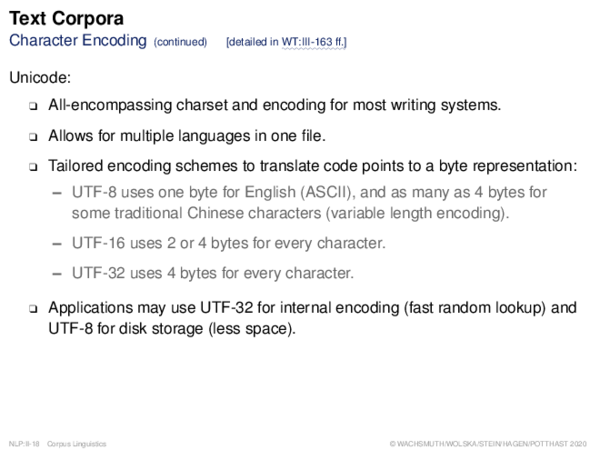 Text Corpora
Character Encoding (continued) [detailed in WT:III-163 ff.]
Unicode:
❑ All-encompassing charset and encoding for most writing systems.
❑ Allows for multiple languages in one file.
❑ Tailored encoding schemes to translate code points to a byte representation:
– UTF-8 uses one byte for English (ASCII), and as many as 4 bytes for
some traditional Chinese characters (variable length encoding).
– UTF-16 uses 2 or 4 bytes for every character.
– UTF-32 uses 4 bytes for every character.
❑ Applications may use UTF-32 for internal encoding (fast random lookup) and
UTF-8 for disk storage (less space).
NLP:II-18 Corpus Linguistics © WACHSMUTH/WOLSKA/STEIN/HAGEN/POTTHAST 2020